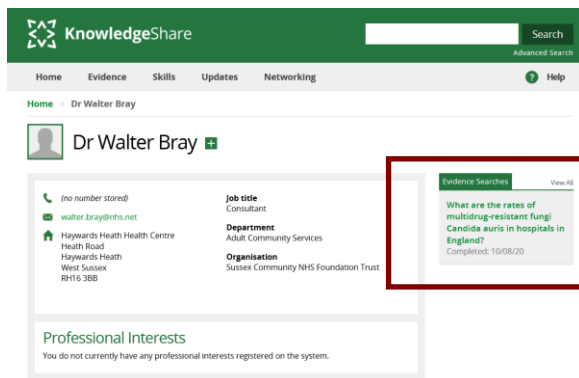 KnowledgeShare
Search
Advanced Search
Home Evidence Skills Updates Networking ? Help
Home > Dr Walter Bray
Dr Walter Bray
(no number stored)
walter.bray@nhs.net
Haywards Heath Health Centre
Heath Road
Haywards Heath
West Sussex
RH16 3BB
Job title
Consultant
Department
Adult Community Services
Organisation
Sussex Community NHS Foundation Trust
Evidence Searches View All
What are the rates of
multidrug-resistant fungi
Candida auris in hospitals in
England?
Completed: 10/08/20
Professional Interests
You do not currently have any professional interests registered on the system.